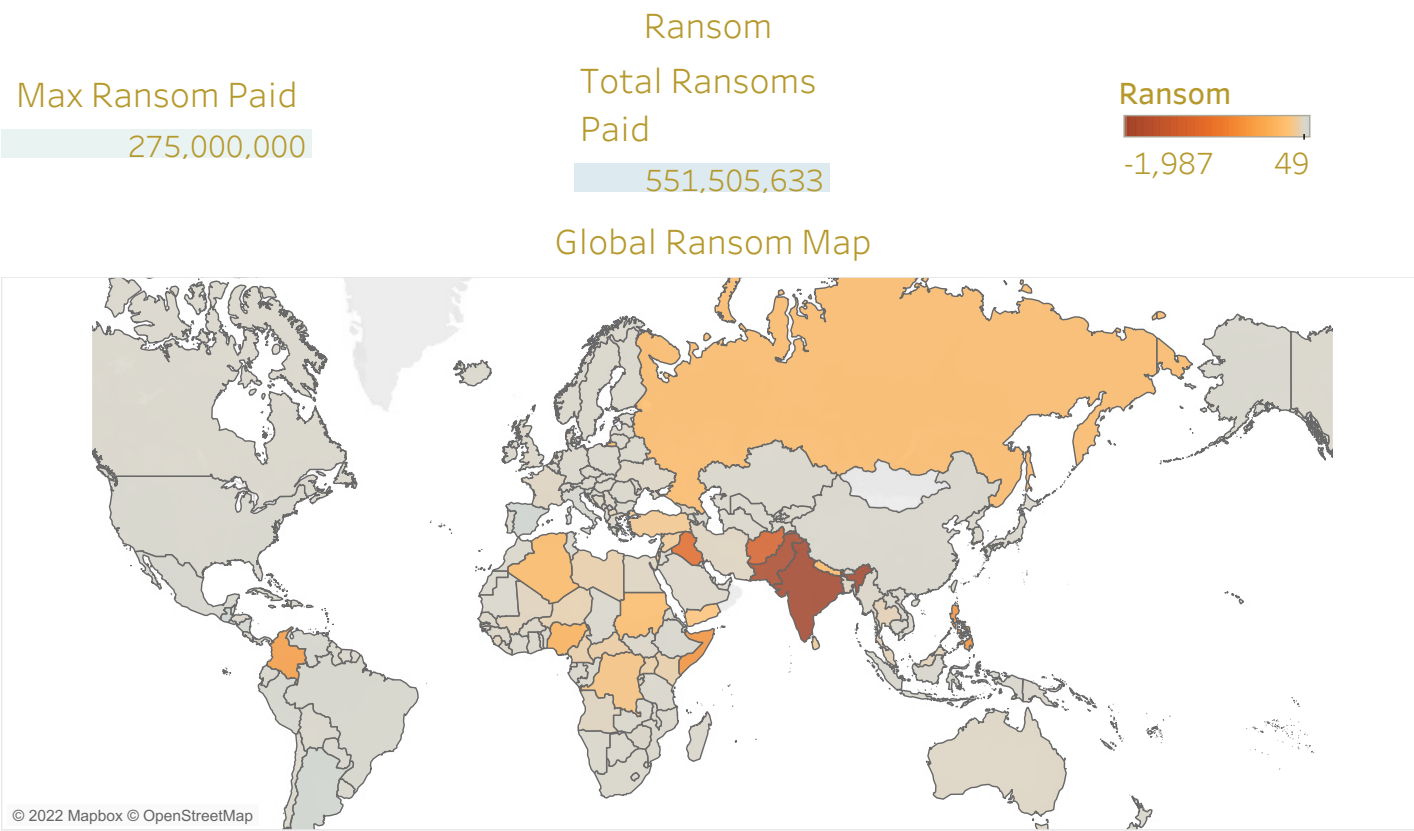 Ransom
Max Ransom Paid
275,000,000
Total Ransoms
Paid
551,505,633
Ransom
-1,987 49
Global Ransom Map
© 2022 Mapbox © OpenStreetMap